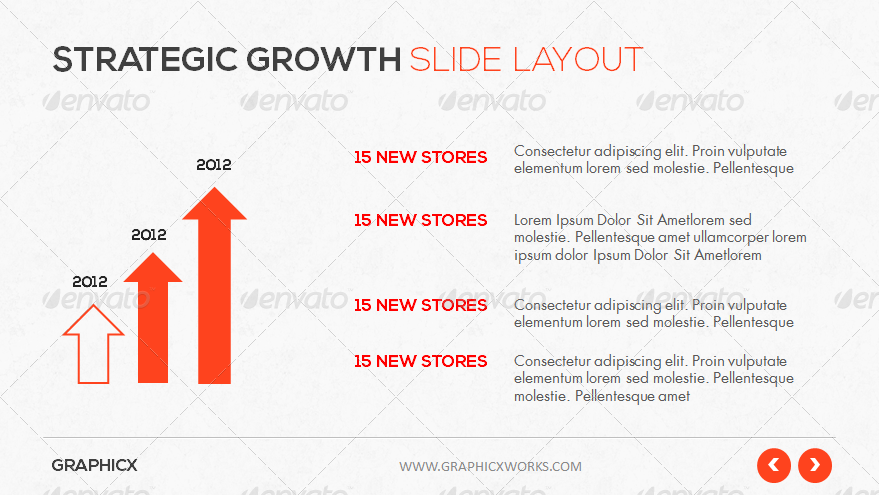 STRATEGIC GROWTH SLIDE LAYOUT
envato envato envato envato
2012
2012
2012
15 NEW STORES
Consectetur adipiscing elit. Proin vulputate
elementum lorem sed molestie. Pellentesque
15 NEW STORES
Lorem Ipsum Dolor Sit Ametlorem sed
molestie. Pellentesque amet ullamcorper lorem
ipsum dolor Ipsum Dolor Sit Ametlorem
15 NEW STORES
Consectetur adipiscing elit. Proin vulputate
elementum lorem sed molestie. Pellentesque
envato envato envato envato
15 NEW STORES
Consectetur adipiscing elit. Proin vulputate
elementum lorem sed molestie. Pellentesque
molestie. Pellentesque amet
GRAPHICX
WWW.GRAPHICXWORKS.COM